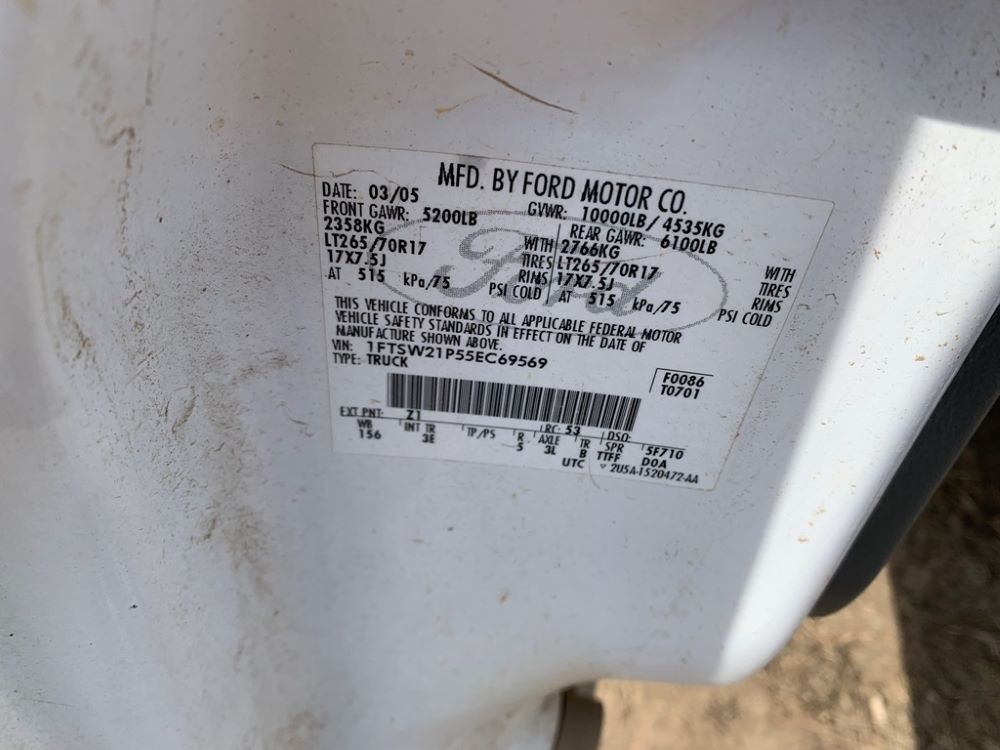 MFD. BY FORD MOTOR CO.
DATE: 03/05 GVWR: 10000LB/ 4535KG
FRONT GAWR: 5200LB REAR GAWR: 6100LB
2358KG WITH 2766KG WITH
LT265/70R17 TIRES LT265/70R17 TIRES
17X7.5J RIMS 17X7.5J RIMS
AT 515 kPa/75 PSI COLD AT 515 kPa/75 PSI COLD
Ford
THIS VEHICLE CONFORMS TO ALL APPLICABLE FEDERAL MOTOR
VEHICLE SAFETY STANDARDS IN EFFECT ON THE DATE OF
MANUFACTURE SHOWN ABOVE.
VIN: 1FTSW21P55EC69569
TYPE: TRUCK
F0086
T0701
EXT PNT: Z1 RC: 53 DSO:
WB INT TR TP/PS R AXLE TR SPR 5F710
156 3E 5 3L B TTFF DOA
UTC ▽ 2U5A-1520472-AA